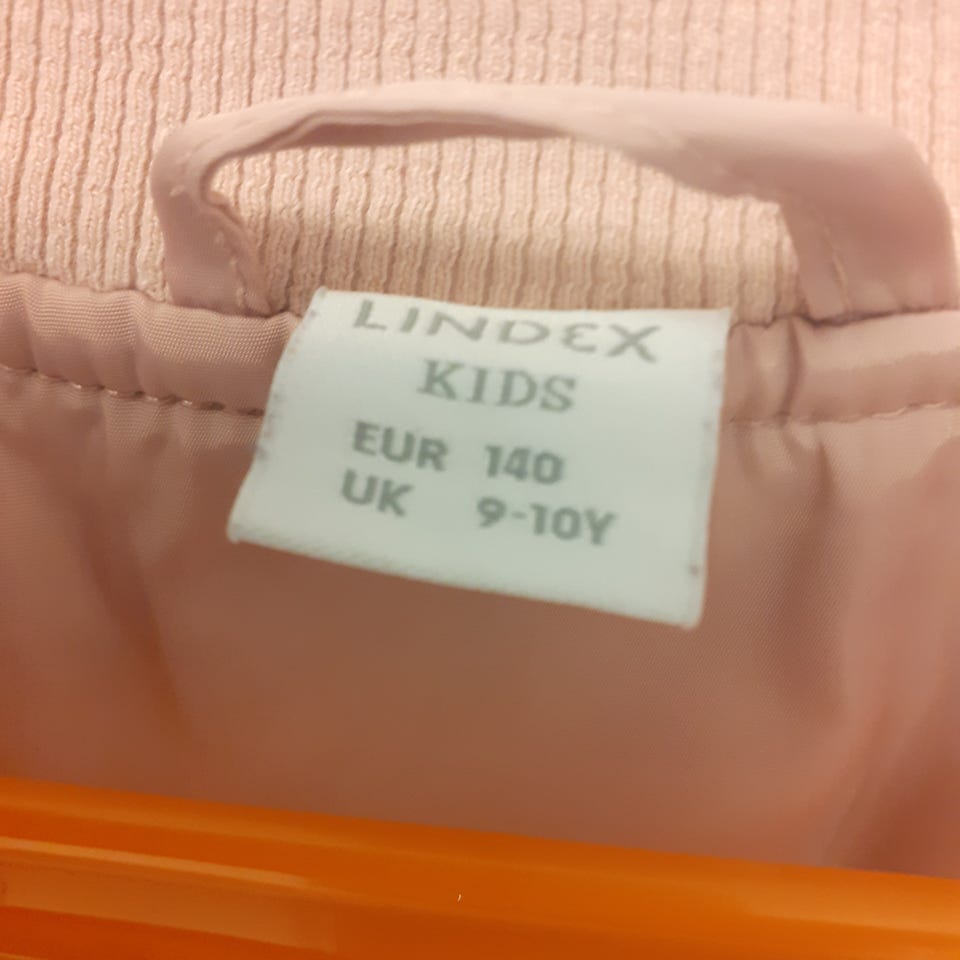 LINDEX
KIDS
EUR 140
UK 9-10Y